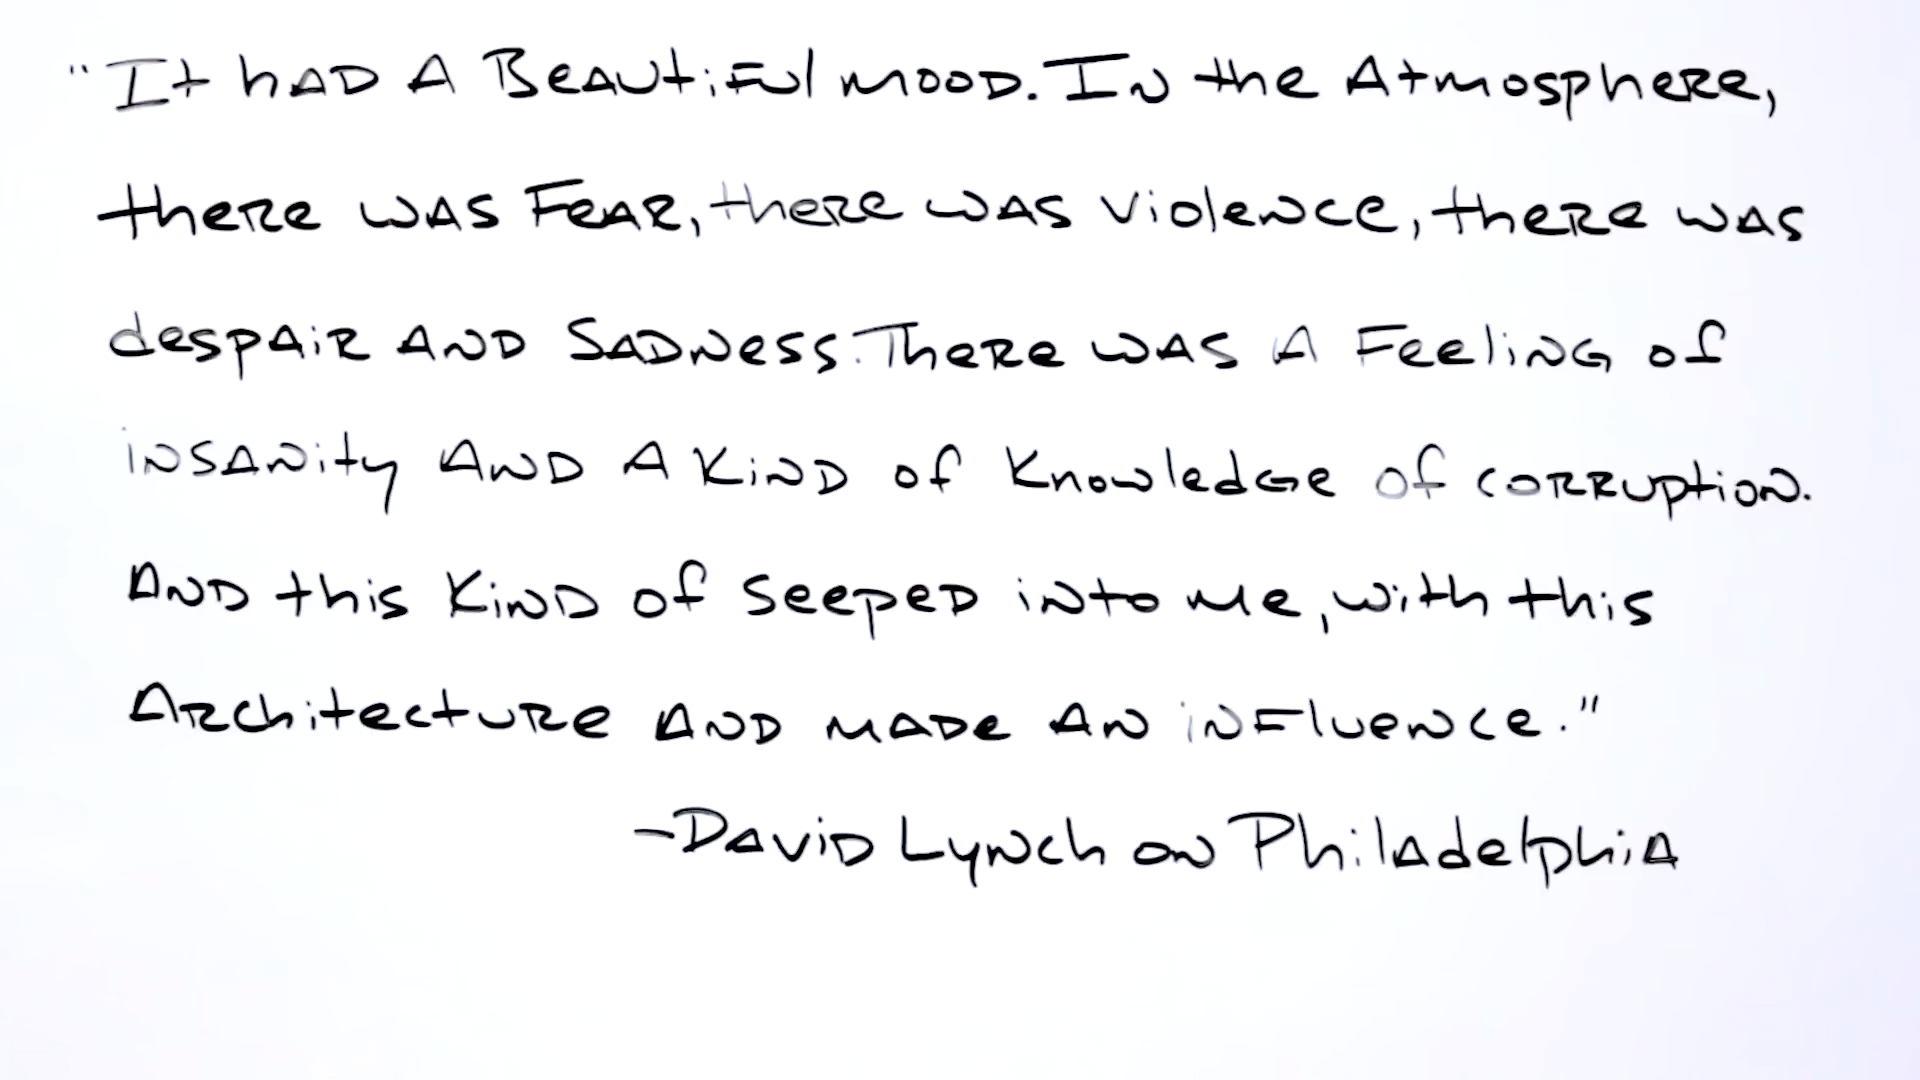 "It had a Beautiful mood. In the Atmosphere,
there was Fear, there was violence, there was
despair and Sadness. There was a Feeling of
insanity and a kind of knowledge of corruption.
And this kind of seeped into me, with this
Architecture and made an influence."
-David Lynch on Philadelphia